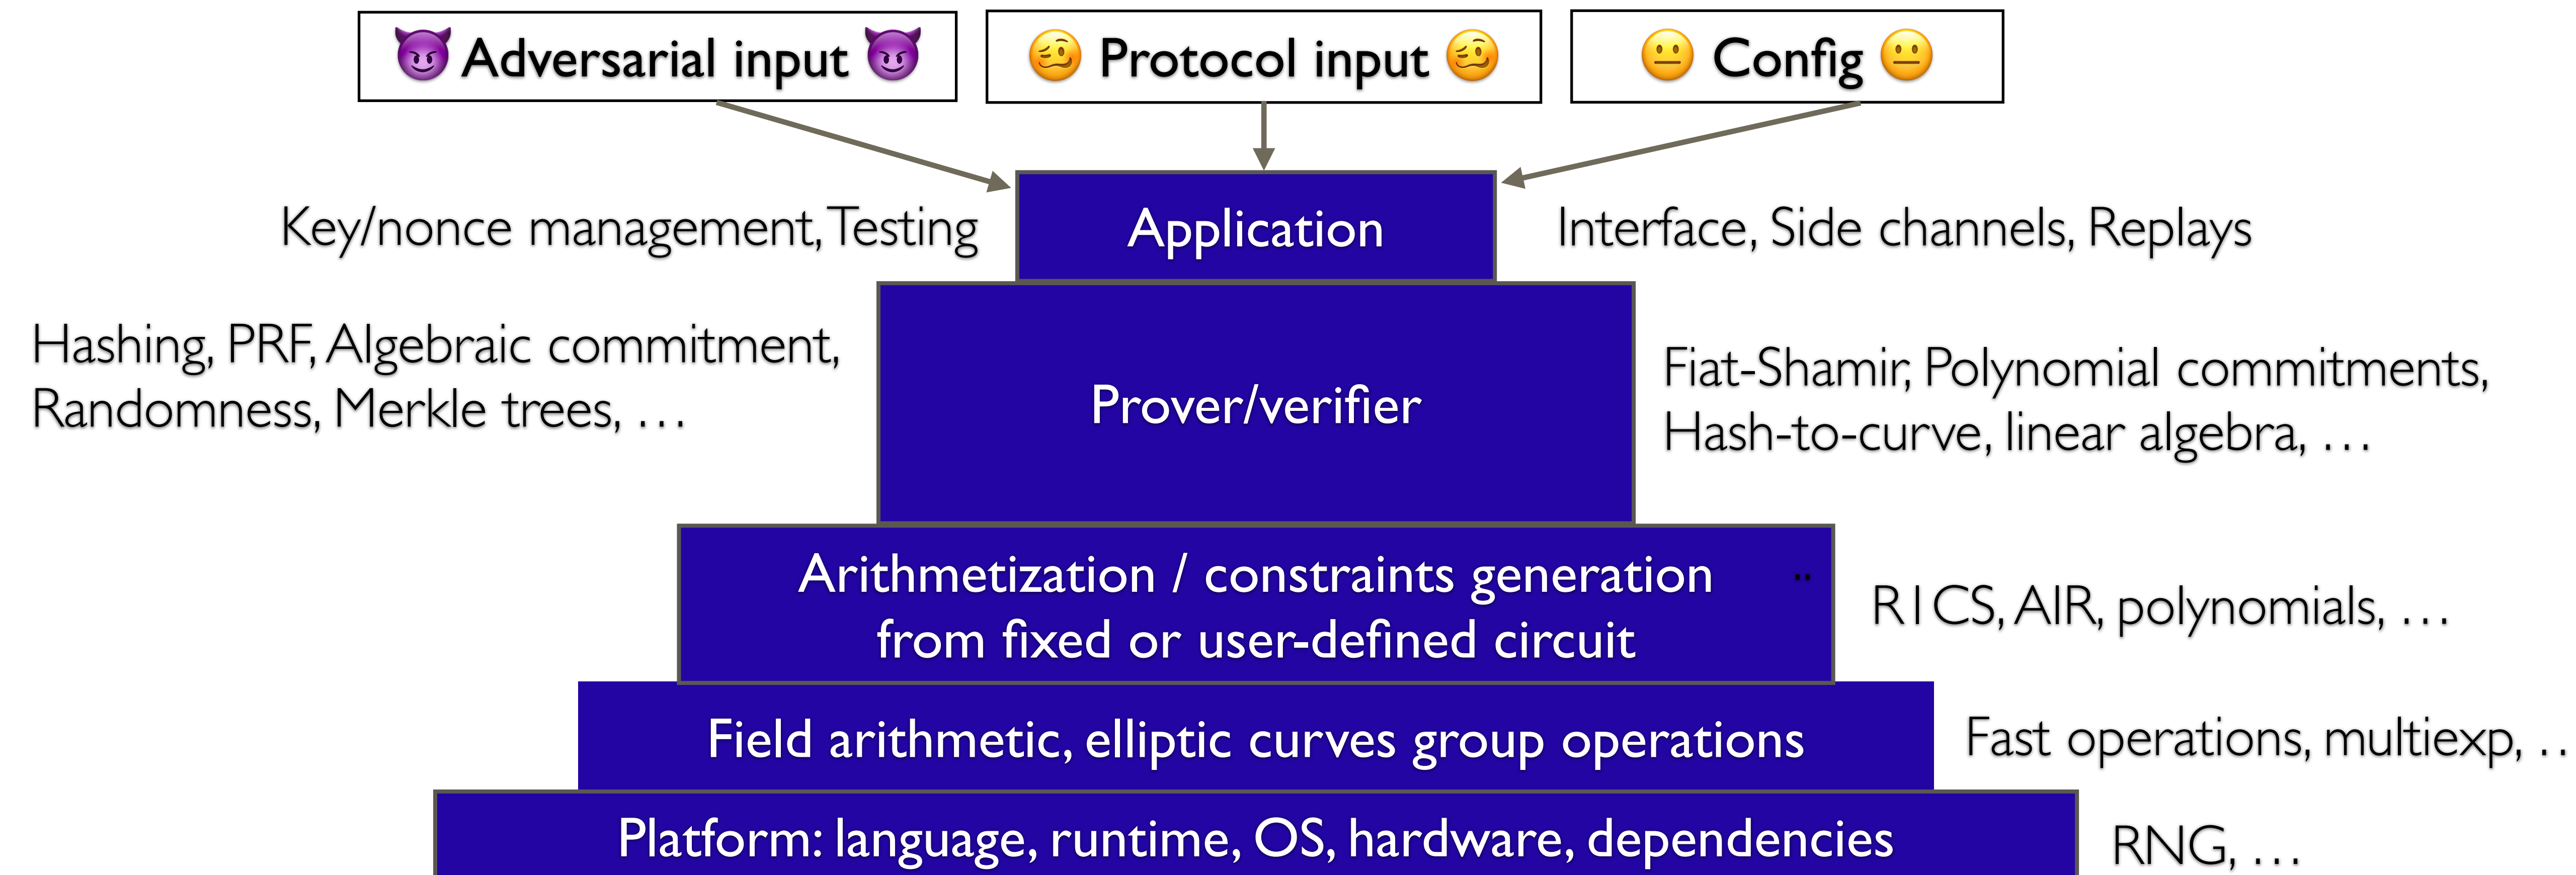 😈 Adversarial input 😈
🥴 Protocol input 🥴
😐 Config 😐
Key/nonce management, Testing
Application
Interface, Side channels, Replays
Hashing, PRF, Algebraic commitment,
Randomness, Merkle trees, …
Prover/verifier
Fiat-Shamir, Polynomial commitments,
Hash-to-curve, linear algebra, …
Arithmetization / constraints generation ..
from fixed or user-defined circuit
R1CS, AIR, polynomials, …
Field arithmetic, elliptic curves group operations
Fast operations, multiexp, ..
Platform: language, runtime, OS, hardware, dependencies
RNG, …